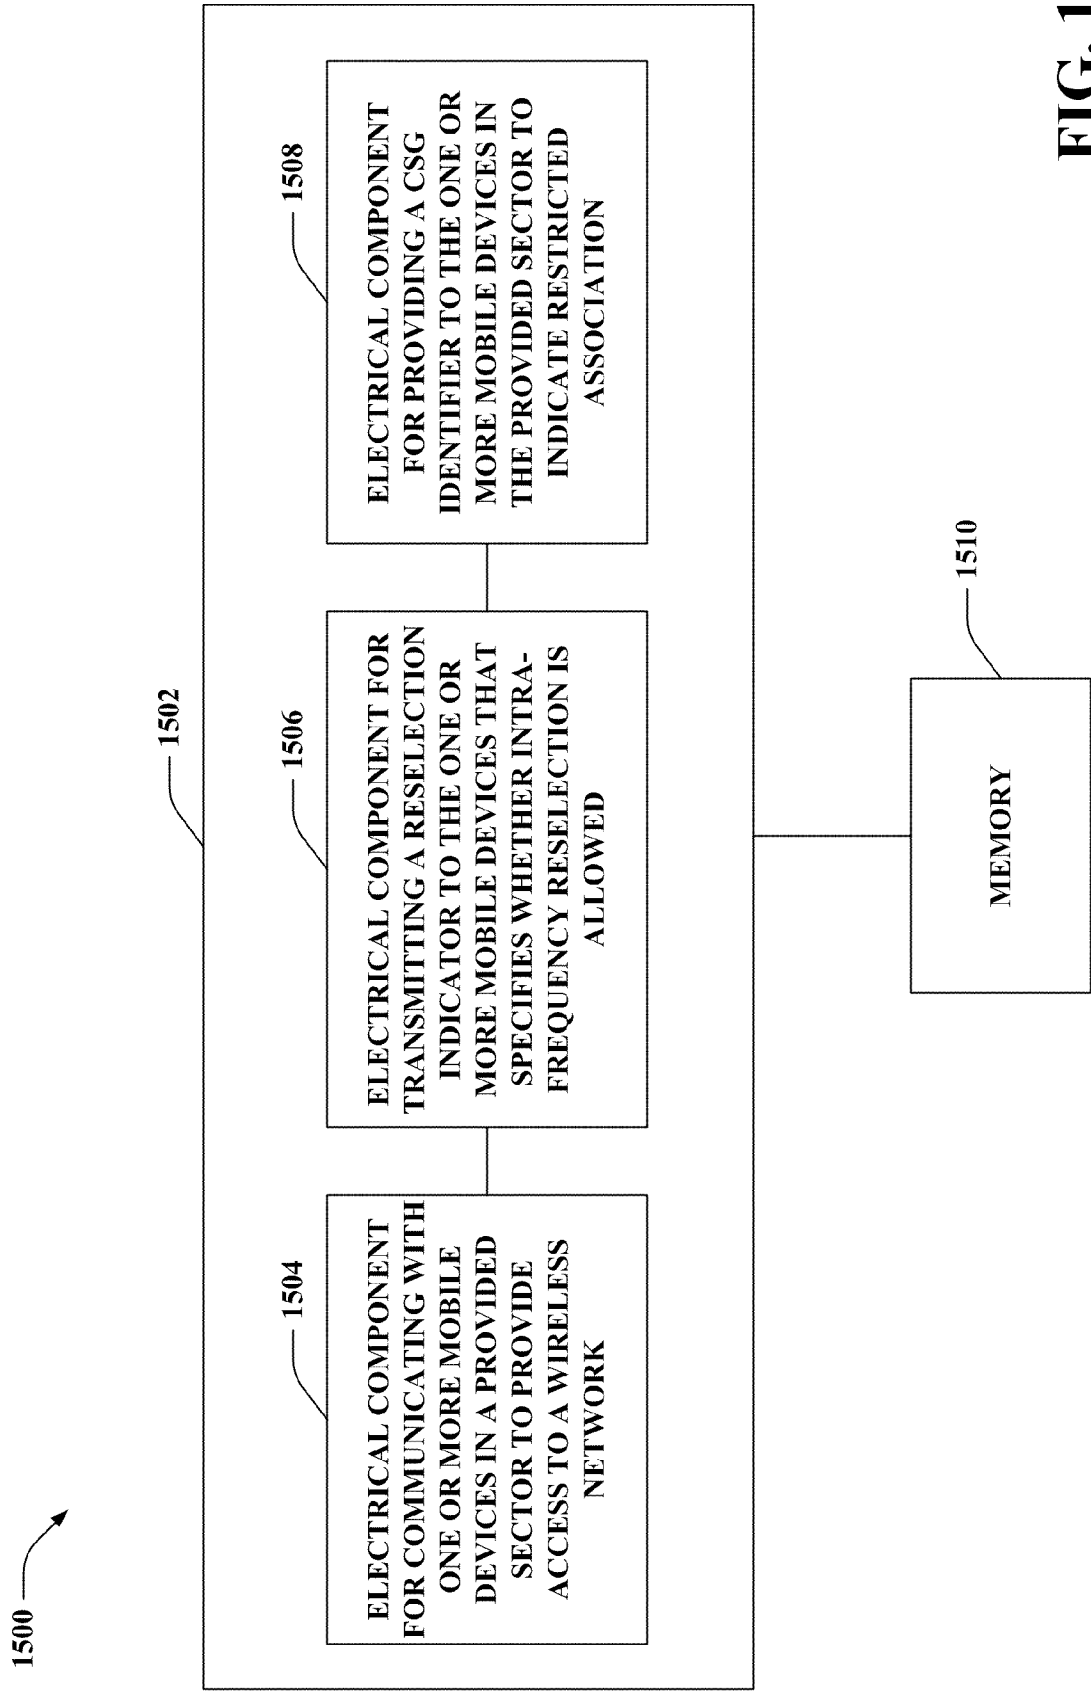 1500
1502
1504
ELECTRICAL COMPONENT
FOR COMMUNICATING WITH
ONE OR MORE MOBILE
DEVICES IN A PROVIDED
SECTOR TO PROVIDE
ACCESS TO A WIRELESS
NETWORK
1506
ELECTRICAL COMPONENT FOR
TRANSMITTING A RESELECTION
INDICATOR TO THE ONE OR
MORE MOBILE DEVICES THAT
SPECIFIES WHETHER INTRA-
FREQUENCY RESELECTION IS
ALLOWED
1508
ELECTRICAL COMPONENT
FOR PROVIDING A CSG
IDENTIFIER TO THE ONE OR
MORE MOBILE DEVICES IN
THE PROVIDED SECTOR TO
INDICATE RESTRICTED
ASSOCIATION
1510
MEMORY
FIG. 1